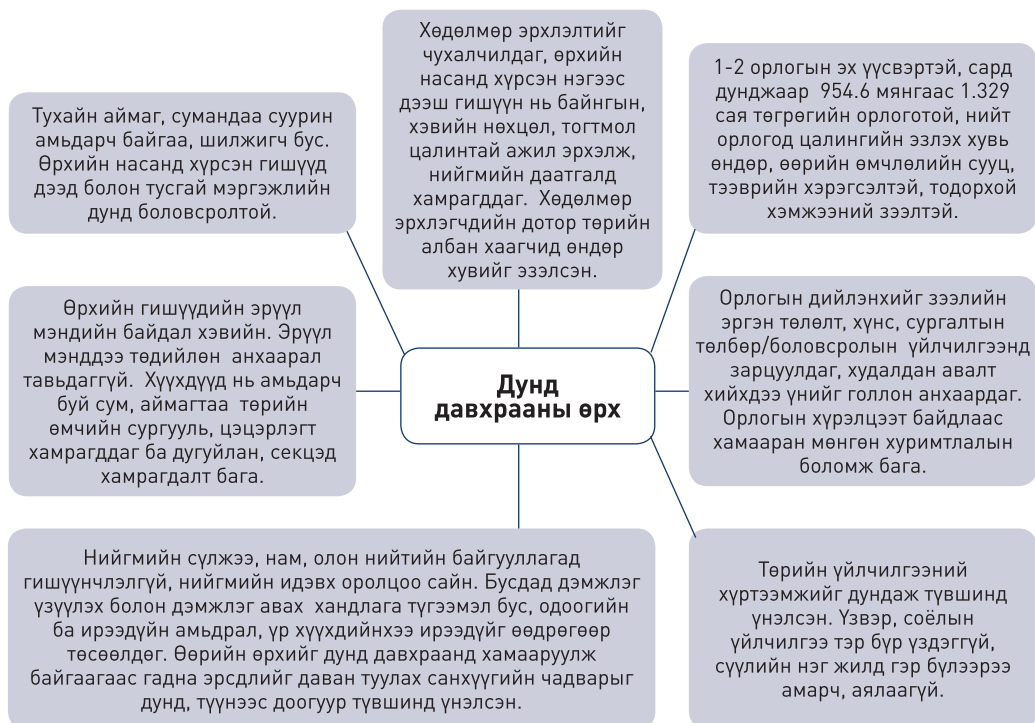 Хөдөлмөр эрхлэлтийг
чухалчилдаг, өрхийн
насанд хүрсэн нэгээс
дээш гишүүн нь байнгын,
хэвийн нөхцөл, тогтмол
цалинтай ажил эрхэлж,
нийгмийн даатгалд
хамрагддаг. Хөдөлмөр
эрхлэгчдийн дотор төрийн
албан хаагчид өндөр
хувийг эзэлсэн.
Тухайн аймаг, сумандаа суурин
амьдарч байгаа, шилжигч бус.
Өрхийн насанд хүрсэн гишүүд
дээд болон тусгай мэргэжлийн
дунд боловсролтой.
1-2 орлогын эх үүсвэртэй, сард
дунджаар 954.6 мянгаас 1.329
сая төгрөгийн орлоготой, нийт
орлогод цалингийн эзлэх хувь
өндөр, өөрийн өмчлөлийн сууц,
тээврийн хэрэгсэлтэй, тодорхой
хэмжээний зээлтэй.
Өрхийн гишүүдийн эрүүл
мэндийн байдал хэвийн. Эрүүл
мэнддээ төдийлөн анхаарал
тавьдаггүй. Хүүхдүүд нь амьдарч
буй сум, аймагтаа төрийн
өмчийн сургууль, цэцэрлэгт
хамрагддаг ба дугуйлан, секцэд
хамрагдалт бага.
Дунд
давхрааны өрх
Орлогын дийлэнхийг зээлийн
эргэн төлөлт, хүнс, сургалтын
төлбөр/боловсролын үйлчилгээнд
зарцуулдаг, худалдан авалт
хийхдээ үнийг голлон анхаардаг.
Орлогын хүрэлцээт байдлаас
хамааран мөнгөн хуримтлалын
боломж бага.
Нийгмийн сүлжээ, нам, олон нийтийн байгууллагад
гишүүнчлэлгүй, нийгмийн идэвх оролцоо сайн. Бусдад дэмжлэг
үзүүлэх болон дэмжлэг авах хандлага түгээмэл бус, одоогийн
ба ирээдүйн амьдрал, үр хүүхдийнхээ ирээдүйг өөдрөгөөр
төсөөлдөг. Өөрийн өрхийг дунд давхраанд хамааруулж
байгаагаас гадна эрсдлийг даван туулах санхүүгийн чадварыг
дунд, түүнээс доогуур түвшинд үнэлсэн.
Төрийн үйлчилгээний
хүртээмжийг дундаж түвшинд
үнэлсэн. Үзвэр, соёлын
үйлчилгээ тэр бүр үздэггүй,
сүүлийн нэг жилд гэр бүлээрээ
амарч, аялаагүй.